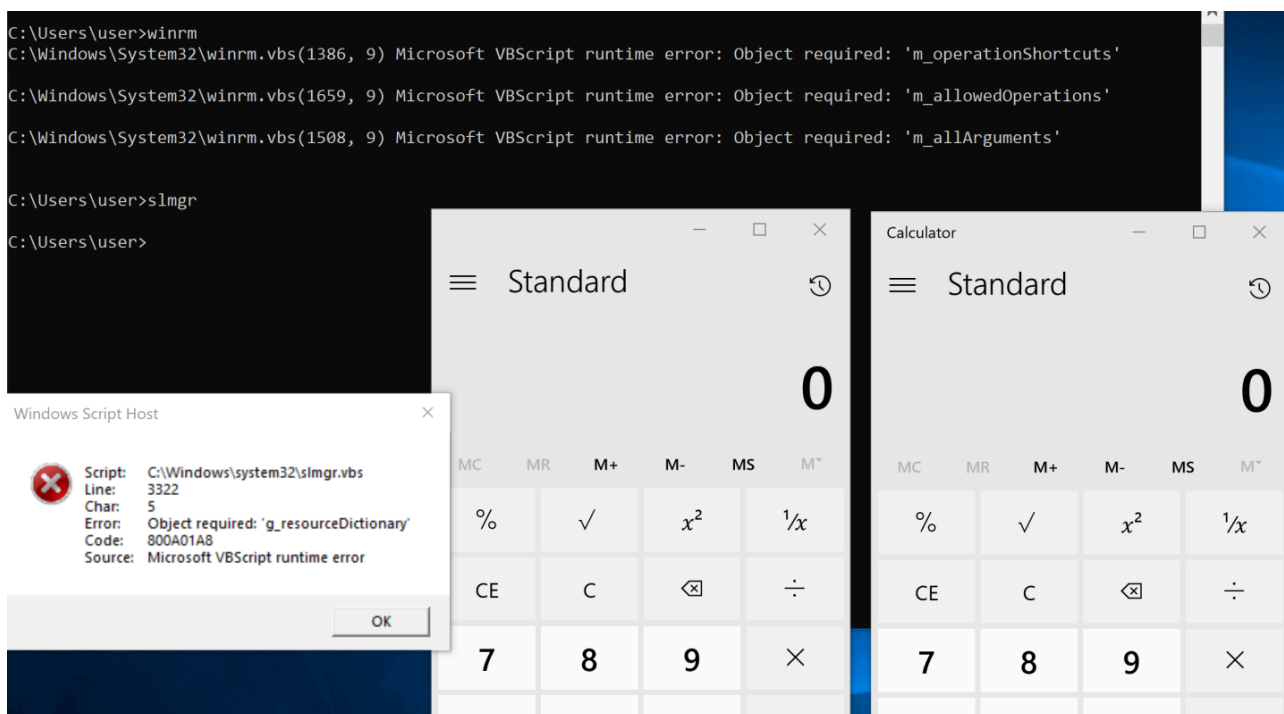 C:\Users\user>winrm
C:\Windows\System32\winrm.vbs(1386, 9) Microsoft VBScript runtime error: Object required: 'm_operationShortcuts'
C:\Windows\System32\winrm.vbs(1659, 9) Microsoft VBScript runtime error: Object required: 'm_allowedOperations'
C:\Windows\System32\winrm.vbs(1508, 9) Microsoft VBScript runtime error: Object required: 'm_allArguments'
C:\Users\user>slmgr
C:\Users\user>
Standard
0
MC MR M+ M- MS M˅
% √ x² ¹/x
CE C ⌫ ÷
7 8 9 ×
Calculator
Standard
0
MC MR M+ M- MS M˅
% √ x² ¹/x
CE C ⌫ ÷
7 8 9 ×
Windows Script Host
Script: C:\Windows\system32\slmgr.vbs
Line: 3322
Char: 5
Error: Object required: 'g_resourceDictionary'
Code: 800A01A8
Source: Microsoft VBScript runtime error
OK